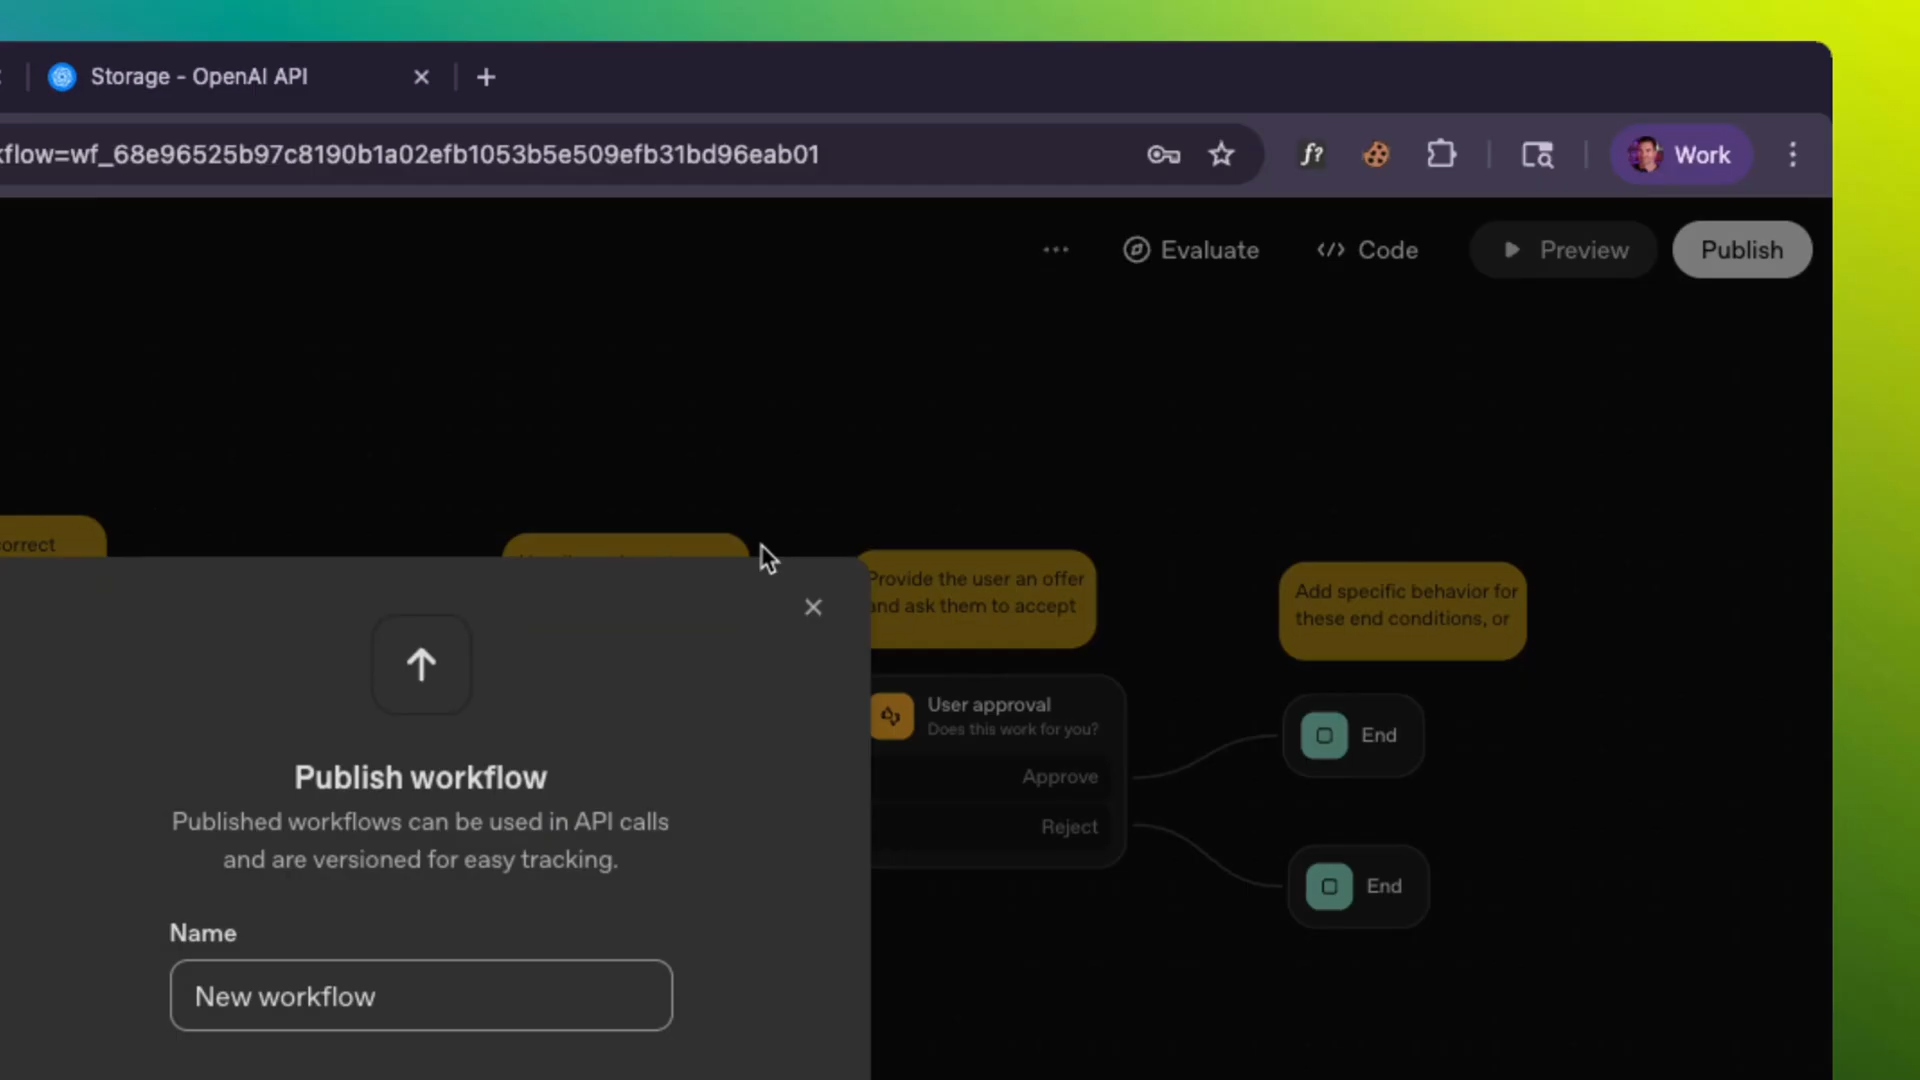 Storage - OpenAI API
flow=wf_68e96525b97c8190b1a02efb1053b5e509efb31bd96eab01
f?
Work
Evaluate
</> Code
Preview
Publish
orrect
Provide the user an offer
and ask them to accept
Add specific behavior for
these end conditions, or
User approval
Does this work for you?
Approve
Reject
End
End
Publish workflow
Published workflows can be used in API calls
and are versioned for easy tracking.
Name
New workflow